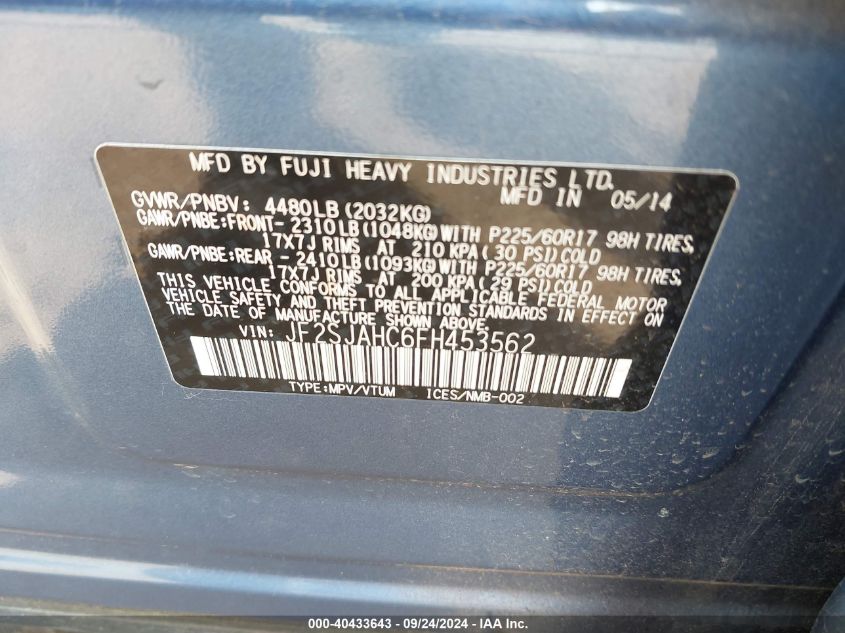 MFD BY FUJI HEAVY INDUSTRIES LTD.
MFD IN 05/14
GVWR/PNBV: 4480LB (2032KG)
GAWR/PNBE:FRONT- 2310LB (1048KG) WITH P225/60R17 98H TIRES,
17X7J RIMS AT 210 KPA ( 30 PSI) COLD
GAWR/PNBE:REAR - 2410LB (1093KG) WITH P225/60R17 98H TIRES,
17X7J RIMS AT 200 KPA ( 29 PSI) COLD
THIS VEHICLE CONFORMS TO ALL APPLICABLE FEDERAL MOTOR
VEHICLE SAFETY AND THEFT PREVENTION STANDARDS IN EFFECT ON
THE DATE OF MANUFACTURE SHOWN ABOVE.
VIN: JF2SJAHC6FH453562
TYPE:MPV/VTUM ICES/NMB-002
000-40433643 / 09/24/2024 - IAA Inc.